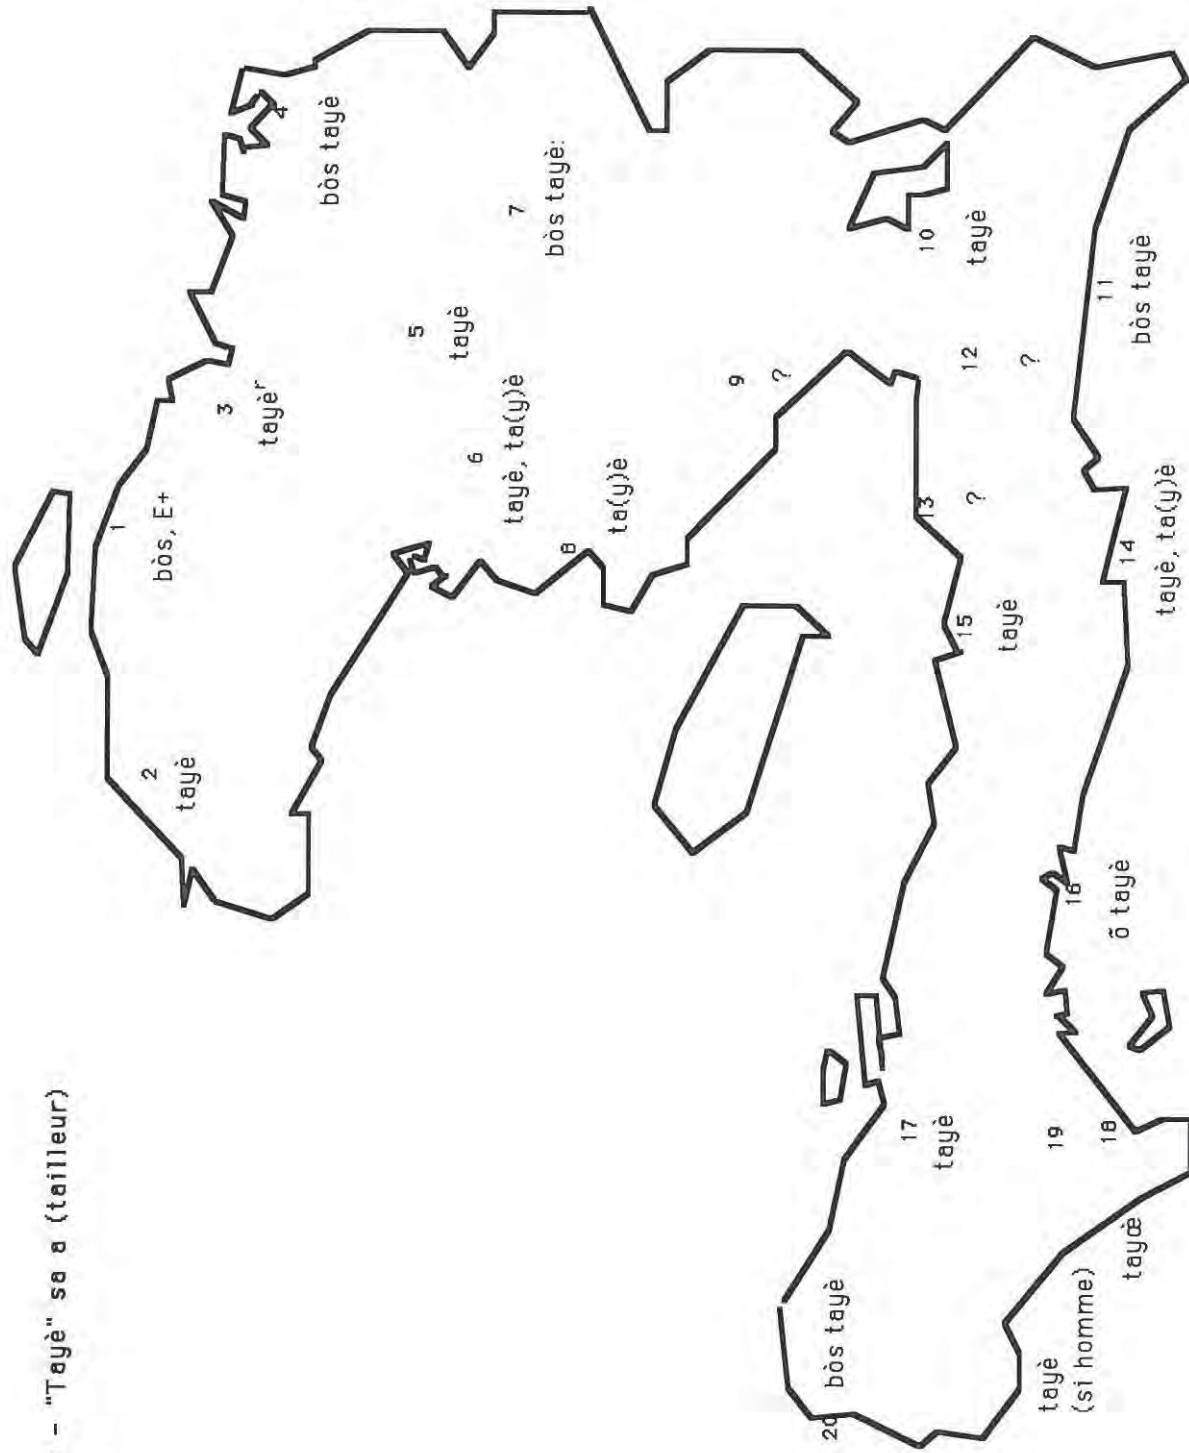 - "Tayè" sa a (tailleur)
1
bòs, E+
2
tayè
3
tayèʳ
4
bòs tayè
5
tayè
6
tayè, ta(y)è
7
bòs tayè:
8
ta(y)è
9
?
10
tayè
11
bòs tayè
12
?
13
?
14
tayè, ta(y)è
15
tayè
16
õ tayè
17
tayè
18
tayœ
19
tayè
(si homme)
20 bòs tayè